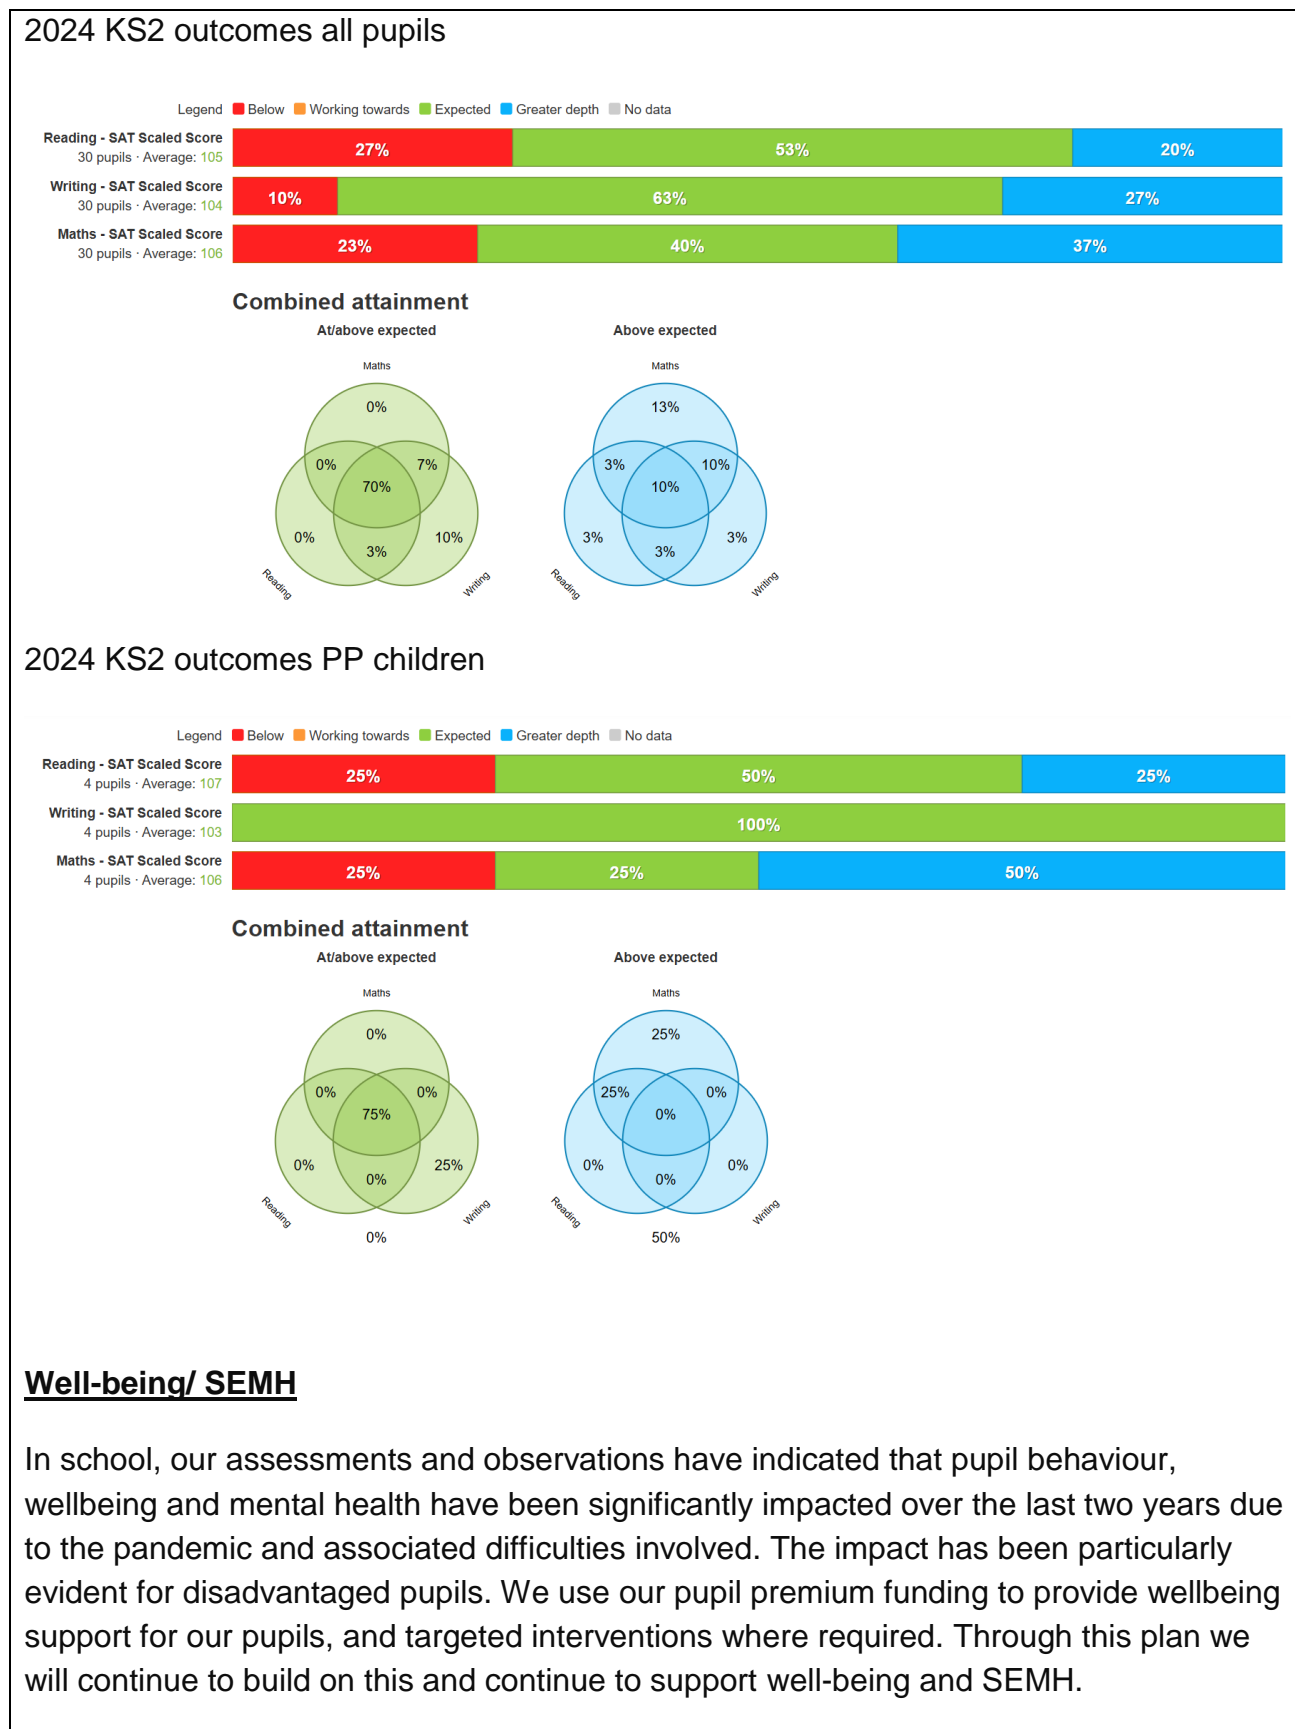 2024 KS2 outcomes all pupils
Legend Below Working towards Expected Greater depth No data
Reading - SAT Scaled Score
30 pupils · Average: 105
27% 53% 20%
Writing - SAT Scaled Score
30 pupils · Average: 104
10% 63% 27%
Maths - SAT Scaled Score
30 pupils · Average: 106
23% 40% 37%
Combined attainment
At/above expected Above expected
Maths Maths
0% 13%
0% 7% 3% 10%
70% 10%
0% 10% 3% 3%
3% 3%
Reading Writing Reading Writing
2024 KS2 outcomes PP children
Legend Below Working towards Expected Greater depth No data
Reading - SAT Scaled Score
4 pupils · Average: 107
25% 50% 25%
Writing - SAT Scaled Score
4 pupils · Average: 103
100%
Maths - SAT Scaled Score
4 pupils · Average: 106
25% 25% 50%
Combined attainment
At/above expected Above expected
Maths Maths
0% 25%
0% 0% 25% 0%
75% 0%
0% 25% 0% 0%
0% 0%
Reading Writing Reading Writing
0% 50%
Well-being/ SEMH
In school, our assessments and observations have indicated that pupil behaviour,
wellbeing and mental health have been significantly impacted over the last two years due
to the pandemic and associated difficulties involved. The impact has been particularly
evident for disadvantaged pupils. We use our pupil premium funding to provide wellbeing
support for our pupils, and targeted interventions where required. Through this plan we
will continue to build on this and continue to support well-being and SEMH.